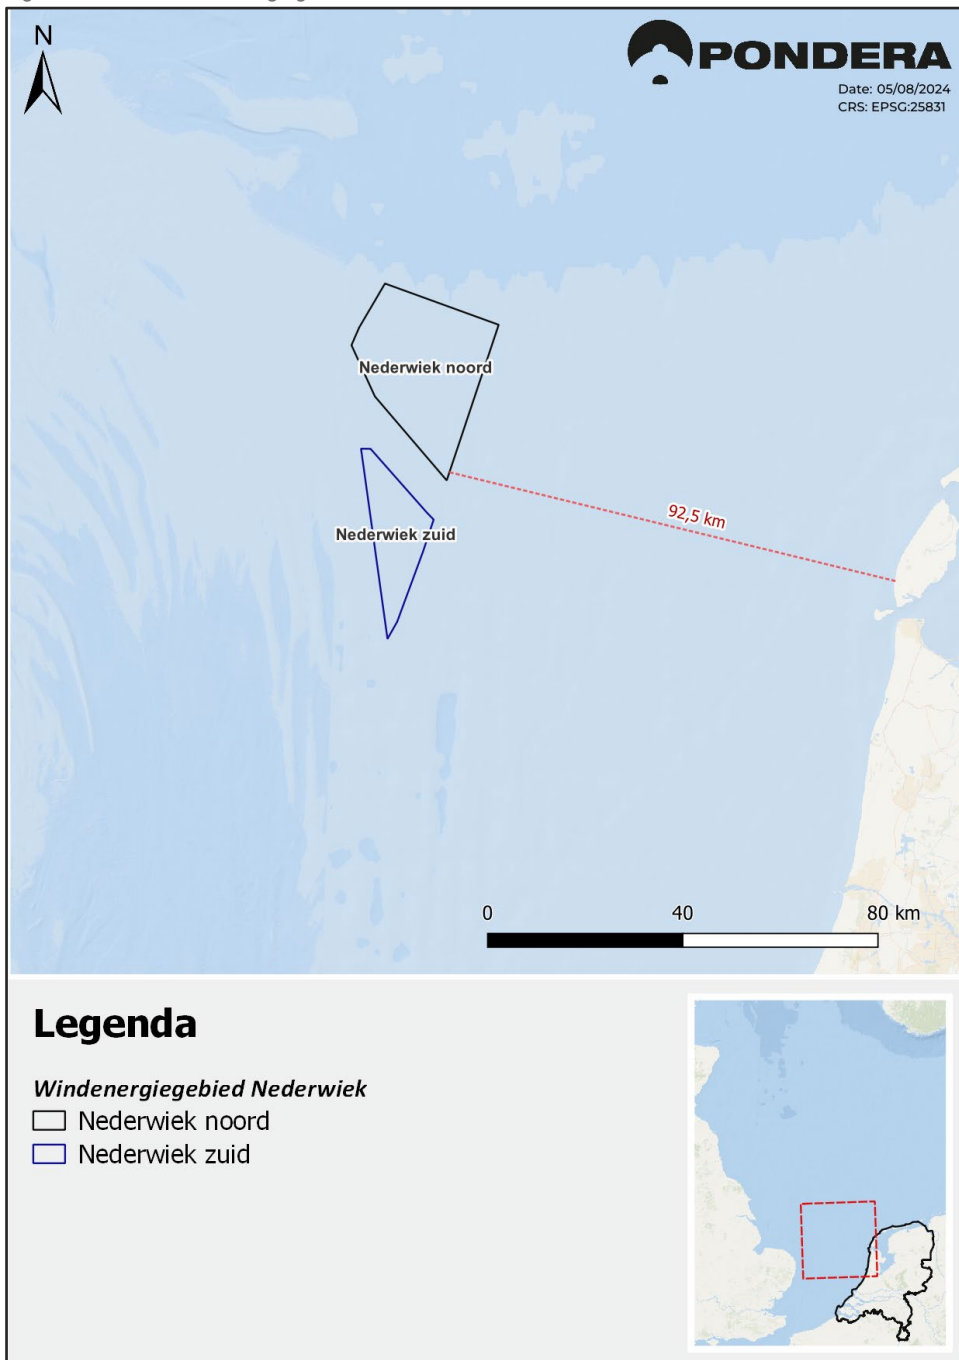 N
PONDERA
Date: 05/08/2024
CRS: EPSG:25831
Nederwiek noord
92,5 km
Nederwiek zuid
0 40 80 km
Legenda
Windenergiegebied Nederwiek
Nederwiek noord
Nederwiek zuid